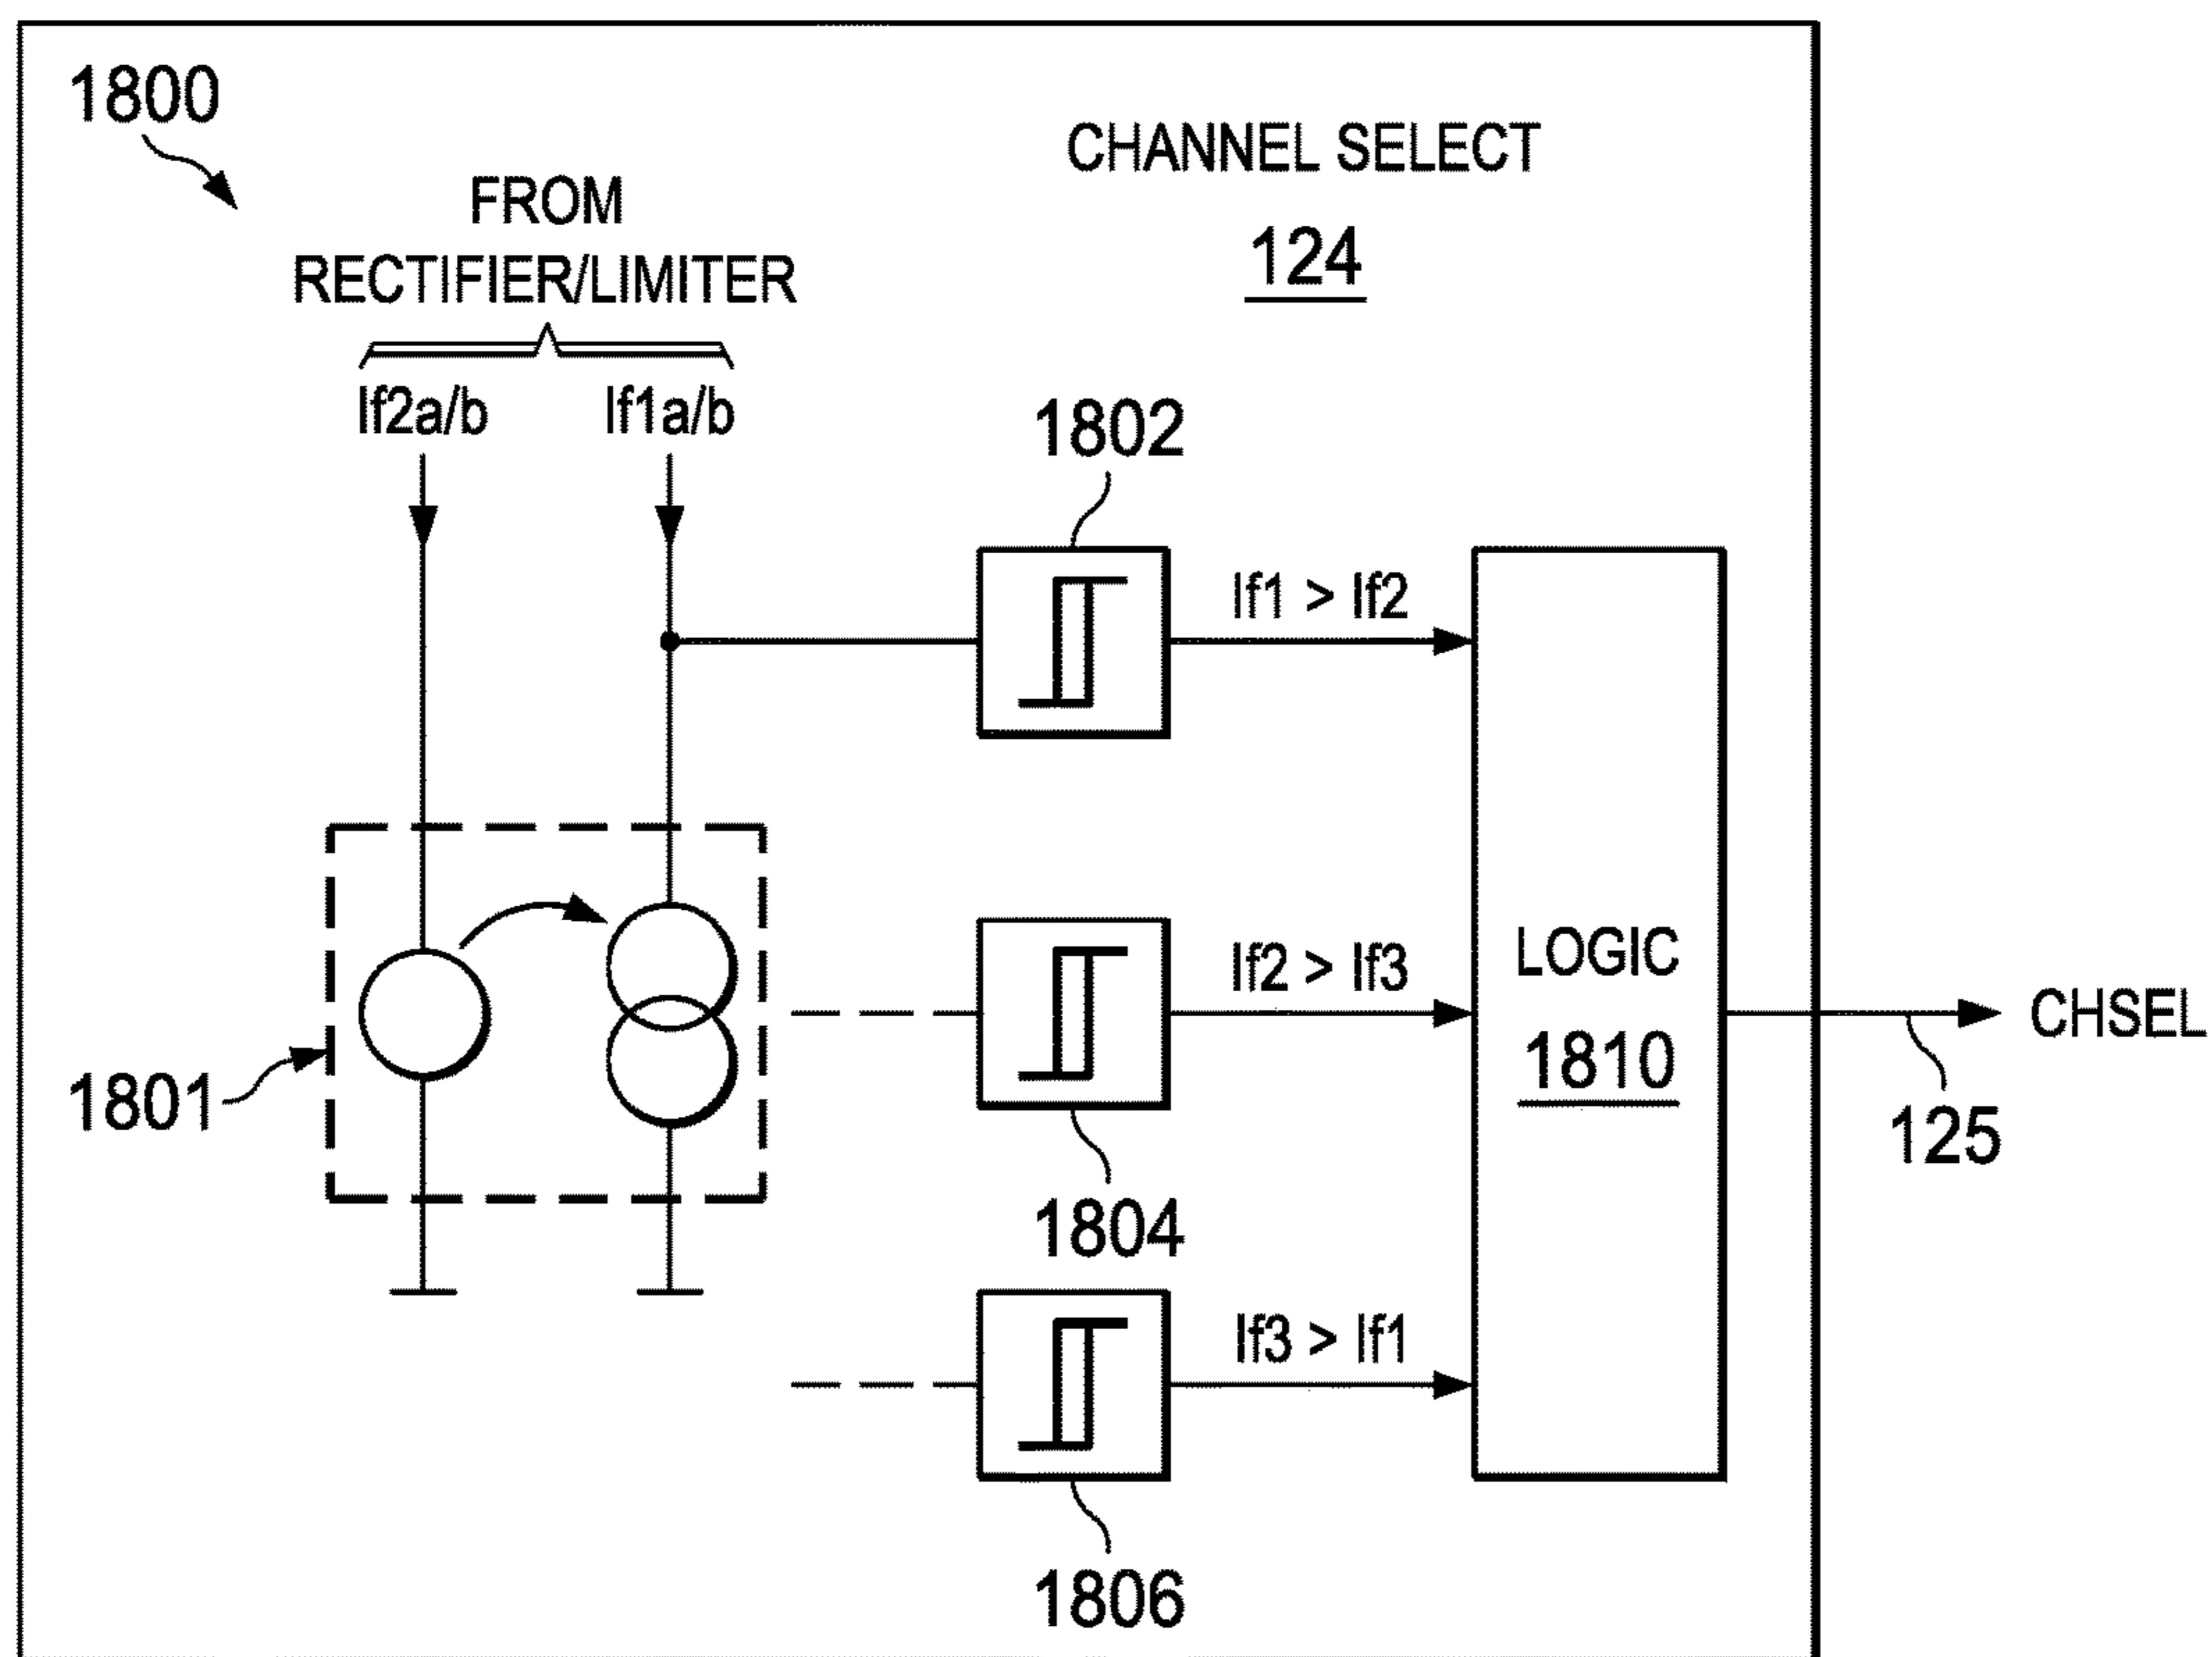 1800
CHANNEL SELECT
124
FROM
RECTIFIER/LIMITER
If2a/b
If1a/b
1802
If1 > If2
If2 > If3
LOGIC
1810
CHSEL
125
1801
1804
If3 > If1
1806